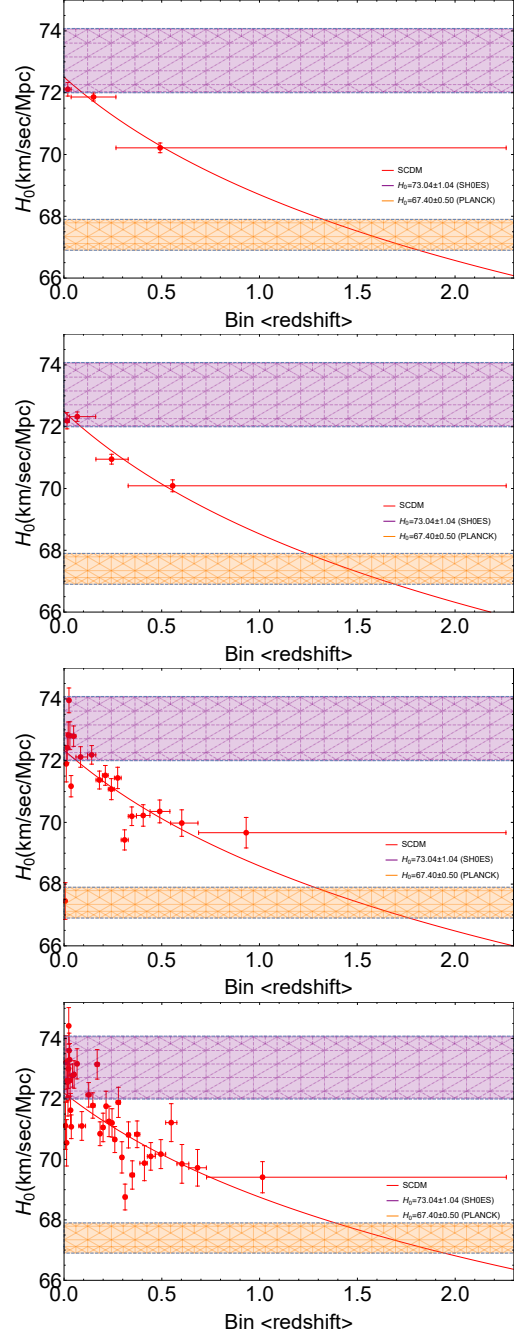 74
72
70
68
66
H₀(km/sec/Mpc)
SCDM
H₀=73.04±1.04 (SH0ES)
H₀=67.40±0.50 (PLANCK)
0.0 0.5 1.0 1.5 2.0
Bin <redshift>
74
72
70
68
66
H₀(km/sec/Mpc)
SCDM
H₀=73.04±1.04 (SH0ES)
H₀=67.40±0.50 (PLANCK)
0.0 0.5 1.0 1.5 2.0
Bin <redshift>
74
72
70
68
66
H₀(km/sec/Mpc)
SCDM
H₀=73.04±1.04 (SH0ES)
H₀=67.40±0.50 (PLANCK)
0.0 0.5 1.0 1.5 2.0
Bin <redshift>
74
72
70
68
66
H₀(km/sec/Mpc)
SCDM
H₀=73.04±1.04 (SH0ES)
H₀=67.40±0.50 (PLANCK)
0.0 0.5 1.0 1.5 2.0
Bin <redshift>